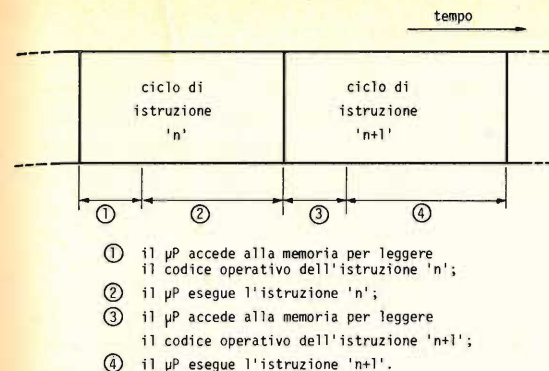 tempo
ciclo di
istruzione
'n'
ciclo di
istruzione
'n+1'
① ② ③ ④
① il µP accede alla memoria per leggere
il codice operativo dell'istruzione 'n';
② il µP esegue l'istruzione 'n';
③ il µP accede alla memoria per leggere
il codice operativo dell'istruzione 'n+1';
④ il µP esegue l'istruzione 'n+1'.